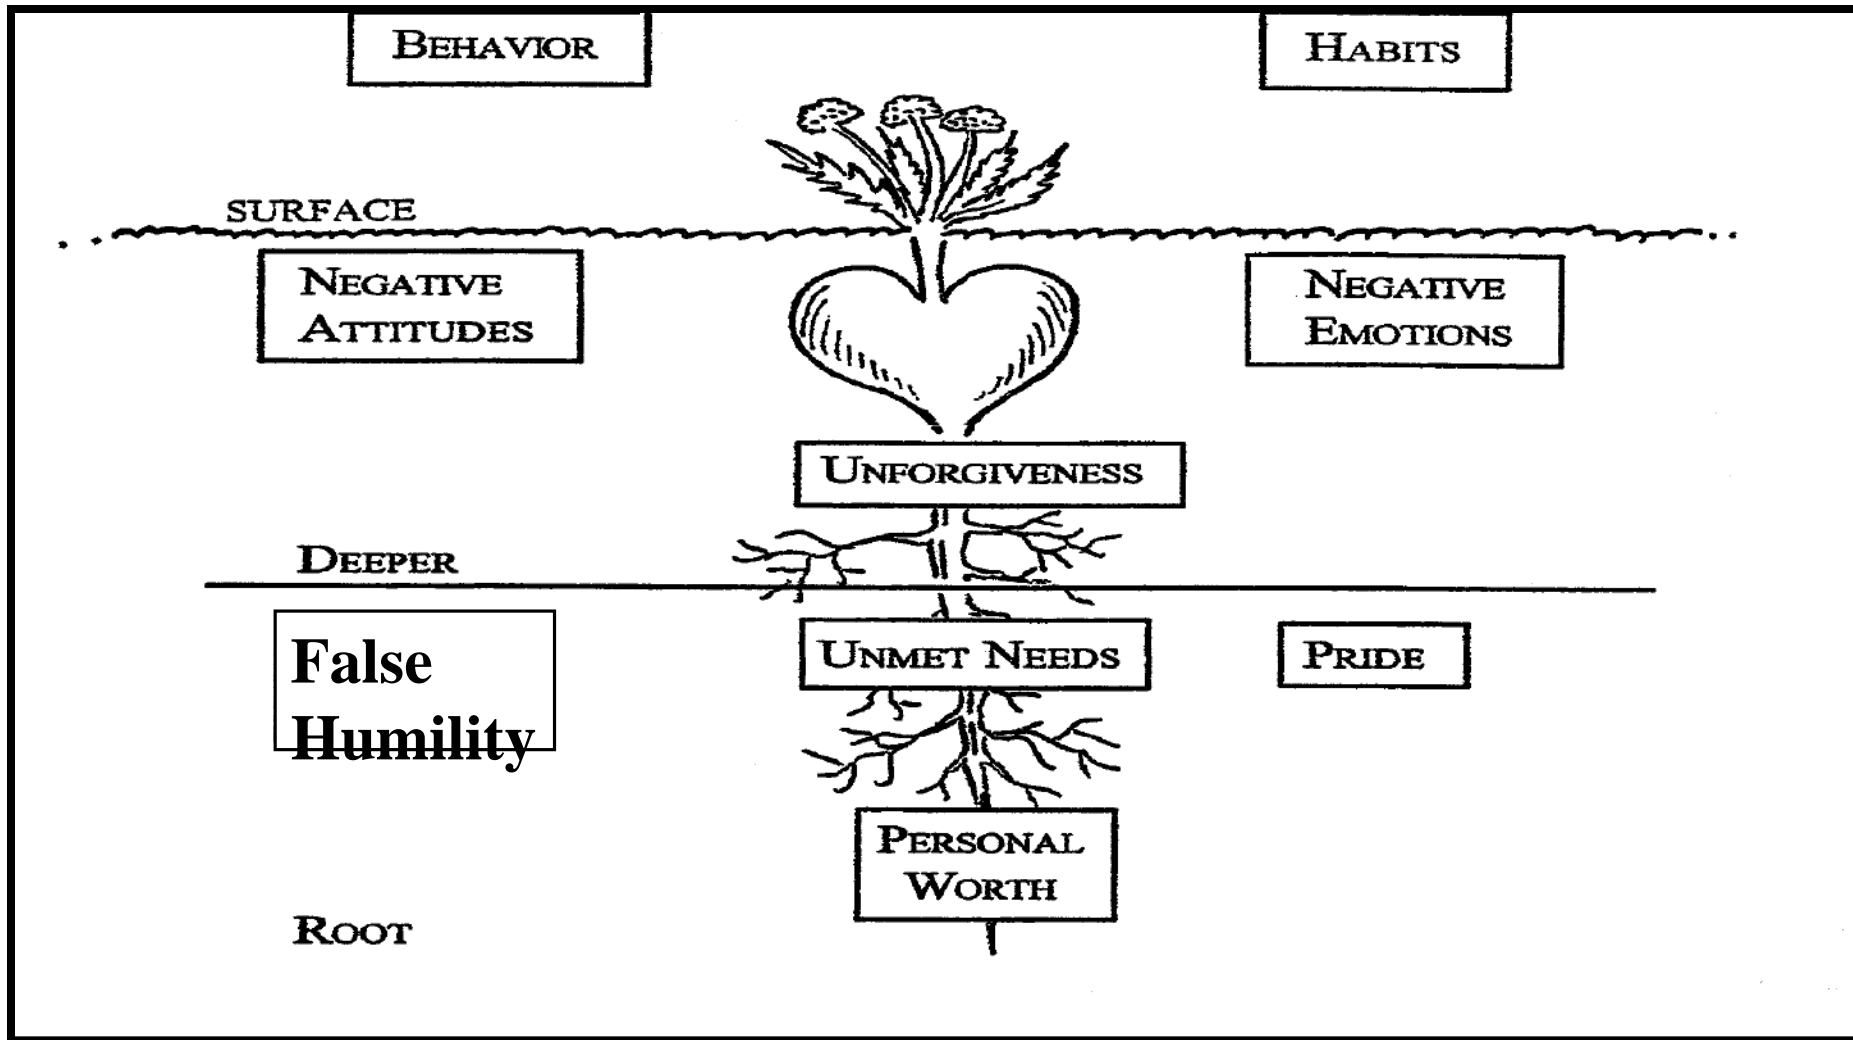 BEHAVIOR
HABITS
SURFACE
NEGATIVE
ATTITUDES
NEGATIVE
EMOTIONS
UNFORGIVENESS
DEEPER
False
Humility
UNMET NEEDS
PRIDE
PERSONAL
WORTH
ROOT